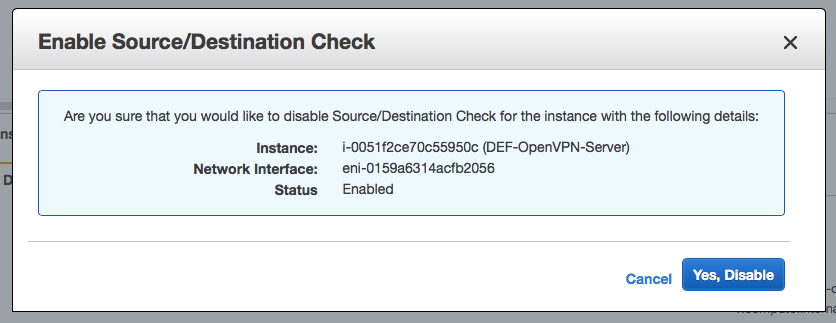 Enable Source/Destination Check
Are you sure that you would like to disable Source/Destination Check for the instance with the following details:
Instance: i-0051f2ce70c55950c (DEF-OpenVPN-Server)
Network Interface: eni-0159a6314acfb2056
Status Enabled
Cancel Yes, Disable